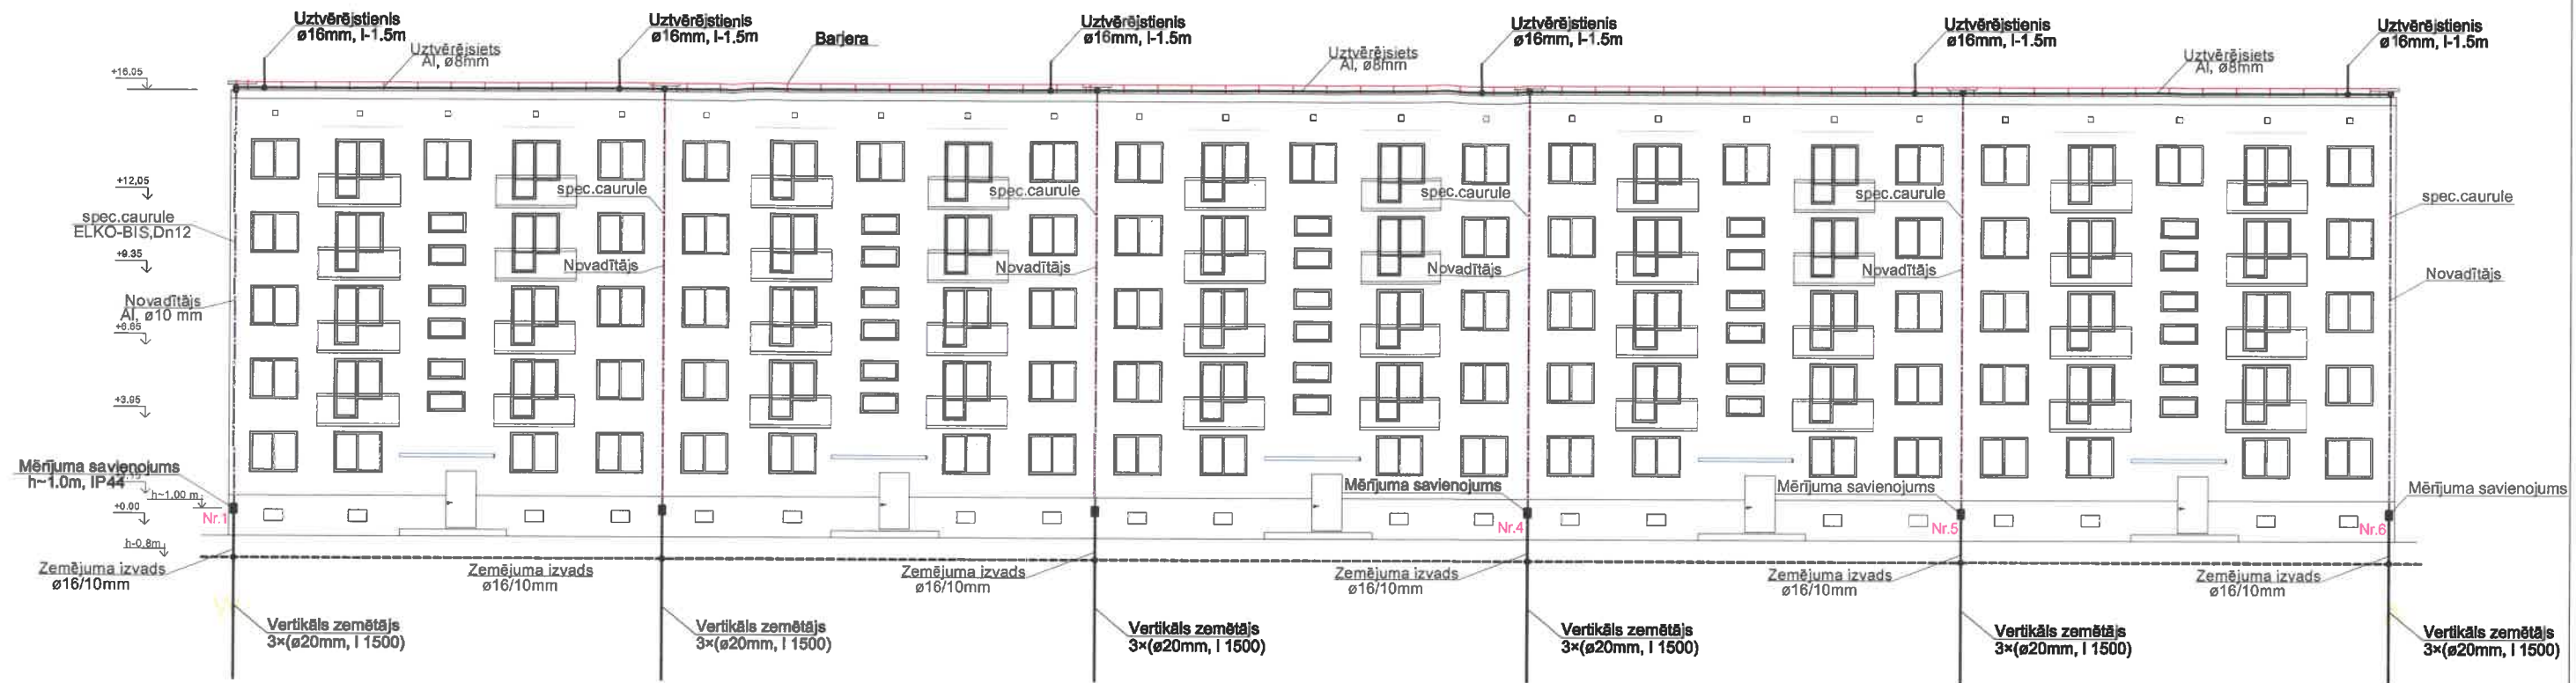 Uztvērējstienis
ø16mm, l-1.5m
Uztvērējsiets
Al, ø8mm
Uztvērējstienis
ø16mm, l-1.5m
Barjera
Uztvērējstienis
ø16mm, l-1.5m
Uztvērējsiets
Al, ø8mm
Uztvērējstienis
ø16mm, l-1.5m
Uztvērējstienis
ø16mm, l-1.5m
Uztvērējsiets
Al, ø8mm
Uztvērējstienis
ø16mm, l-1.5m
+16.05
+12,05
spec.caurule
ELKO-BIS,Dn12
+9.35
Novadītājs
Al, ø10 mm
+6.65
+3.95
spec.caurule
Novadītājs
spec.caurule
Novadītājs
spec.caurule
Novadītājs
spec.caurule
Novadītājs
spec.caurule
Novadītājs
Mērījuma savienojums
h~1.0m, IP44
h~1.00 m
+0.00
Nr.1
h-0.8m
Mērījuma savienojums
Nr.4
Mērījuma savienojums
Nr.5
Mērījuma savienojums
Nr.6
Zemējuma izvads
ø16/10mm
Zemējuma izvads
ø16/10mm
Zemējuma izvads
ø16/10mm
Zemējuma izvads
ø16/10mm
Zemējuma izvads
ø16/10mm
Zemējuma izvads
ø16/10mm
Vertikāls zemētājs
3×(ø20mm, l 1500)
Vertikāls zemētājs
3×(ø20mm, l 1500)
Vertikāls zemētājs
3×(ø20mm, l 1500)
Vertikāls zemētājs
3×(ø20mm, l 1500)
Vertikāls zemētājs
3×(ø20mm, l 1500)
Vertikāls zemētājs
3×(ø20mm, l 1500)